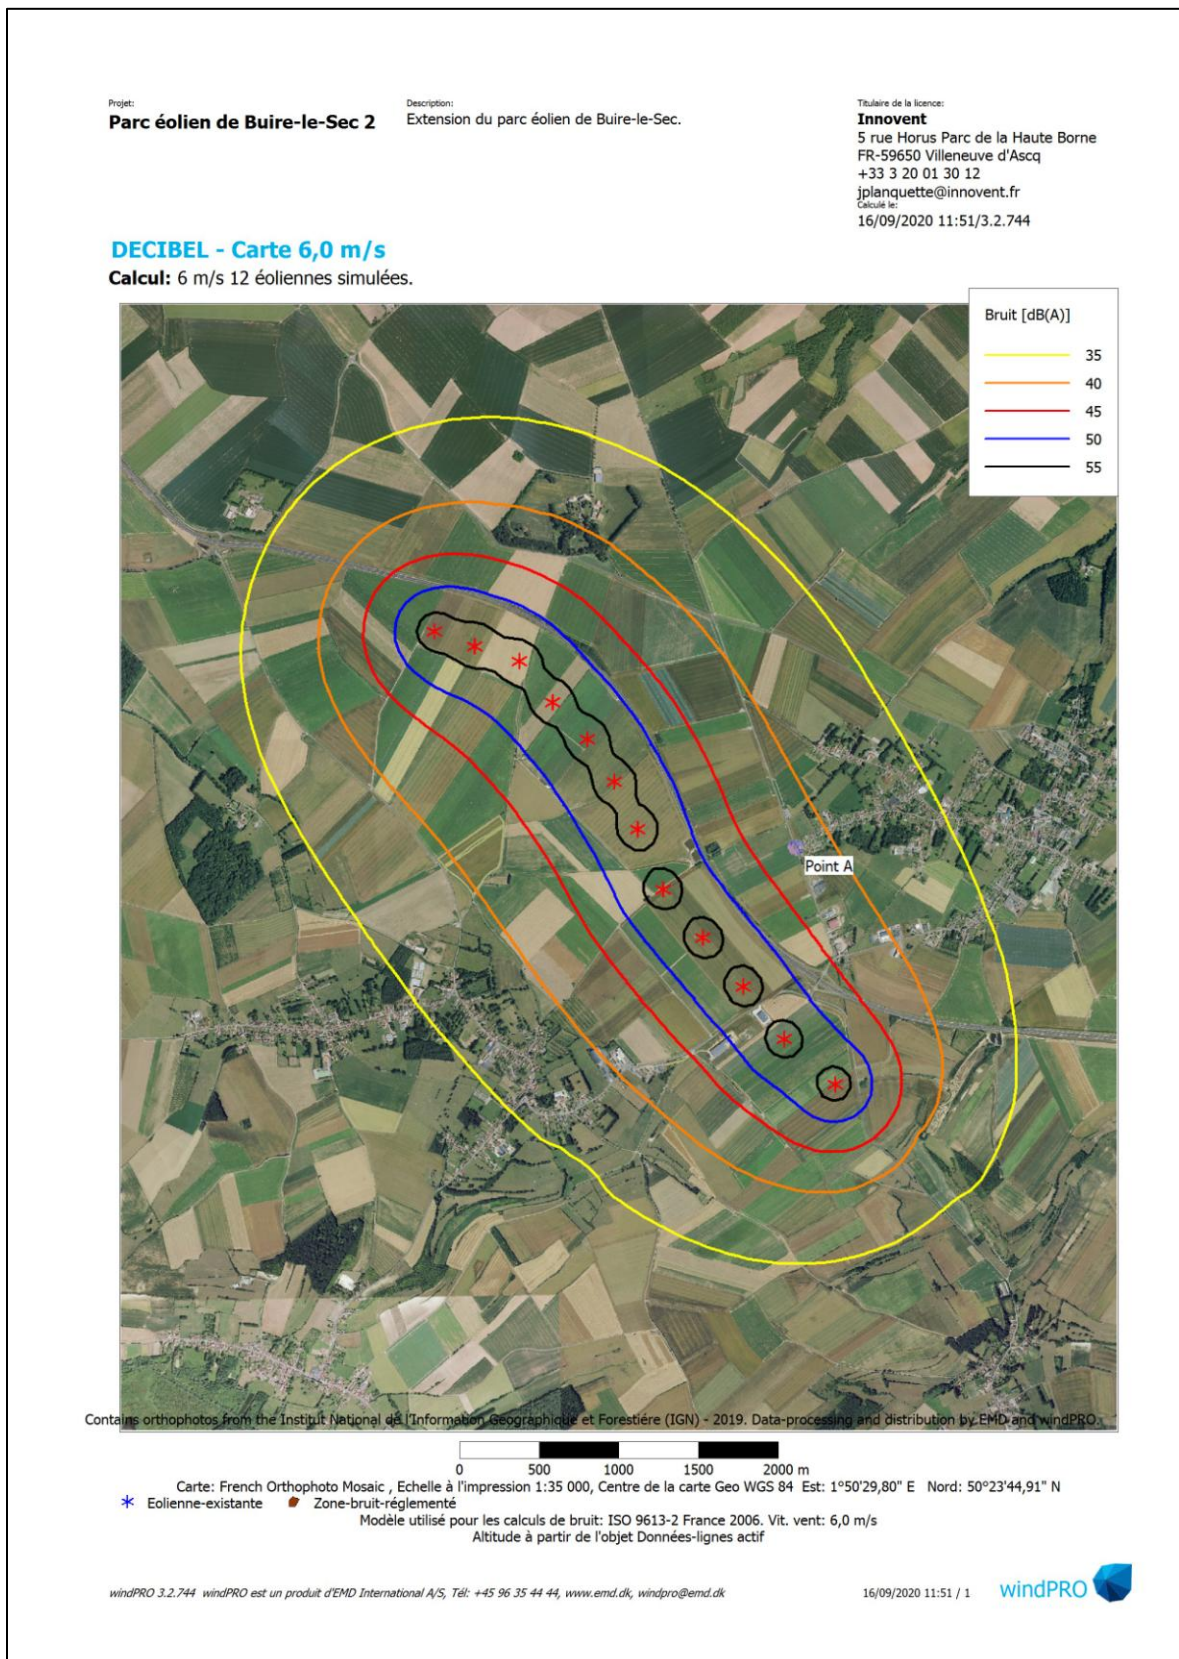 Projet:
Parc éolien de Buire-le-Sec 2
Description:
Extension du parc éolien de Buire-le-Sec.
Titulaire de la licence:
Innovent
5 rue Horus Parc de la Haute Borne
FR-59650 Villeneuve d'Ascq
+33 3 20 01 30 12
jplanquette@innovent.fr
Calculé le:
16/09/2020 11:51/3.2.744
DECIBEL - Carte 6,0 m/s
Calcul: 6 m/s 12 éoliennes simulées.
Bruit [dB(A)]
35
40
45
50
55
Point A
Contains orthophotos from the Institut National de l'Information Géographique et Forestiére (IGN) - 2019. Data-processing and distribution by EMD and windPRO.
0 500 1000 1500 2000 m
Carte: French Orthophoto Mosaic , Echelle à l'impression 1:35 000, Centre de la carte Geo WGS 84 Est: 1°50'29,80" E Nord: 50°23'44,91" N
Eolienne-existante Zone-bruit-réglementé
Modèle utilisé pour les calculs de bruit: ISO 9613-2 France 2006. Vit. vent: 6,0 m/s
Altitude à partir de l'objet Données-lignes actif
windPRO 3.2.744 windPRO est un produit d'EMD International A/S, Tél: +45 96 35 44 44, www.emd.dk, windpro@emd.dk
16/09/2020 11:51 / 1
windPRO